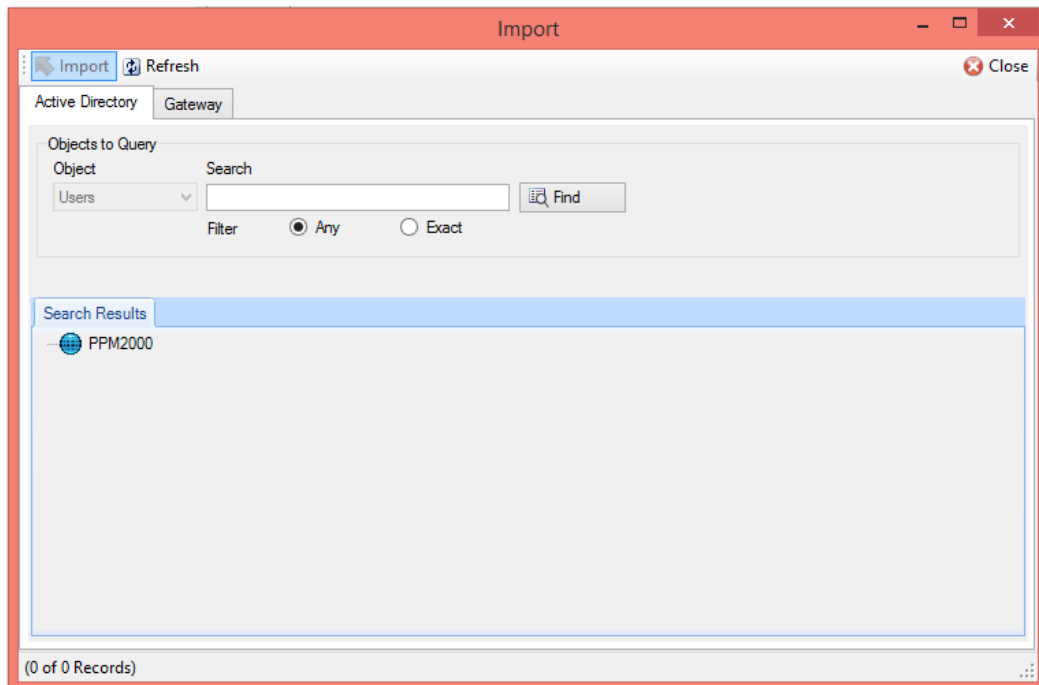 Import
Import Refresh Close
Active Directory Gateway
Objects to Query
Object Search
Users Find
Filter Any Exact
Search Results
PPM2000
(0 of 0 Records)